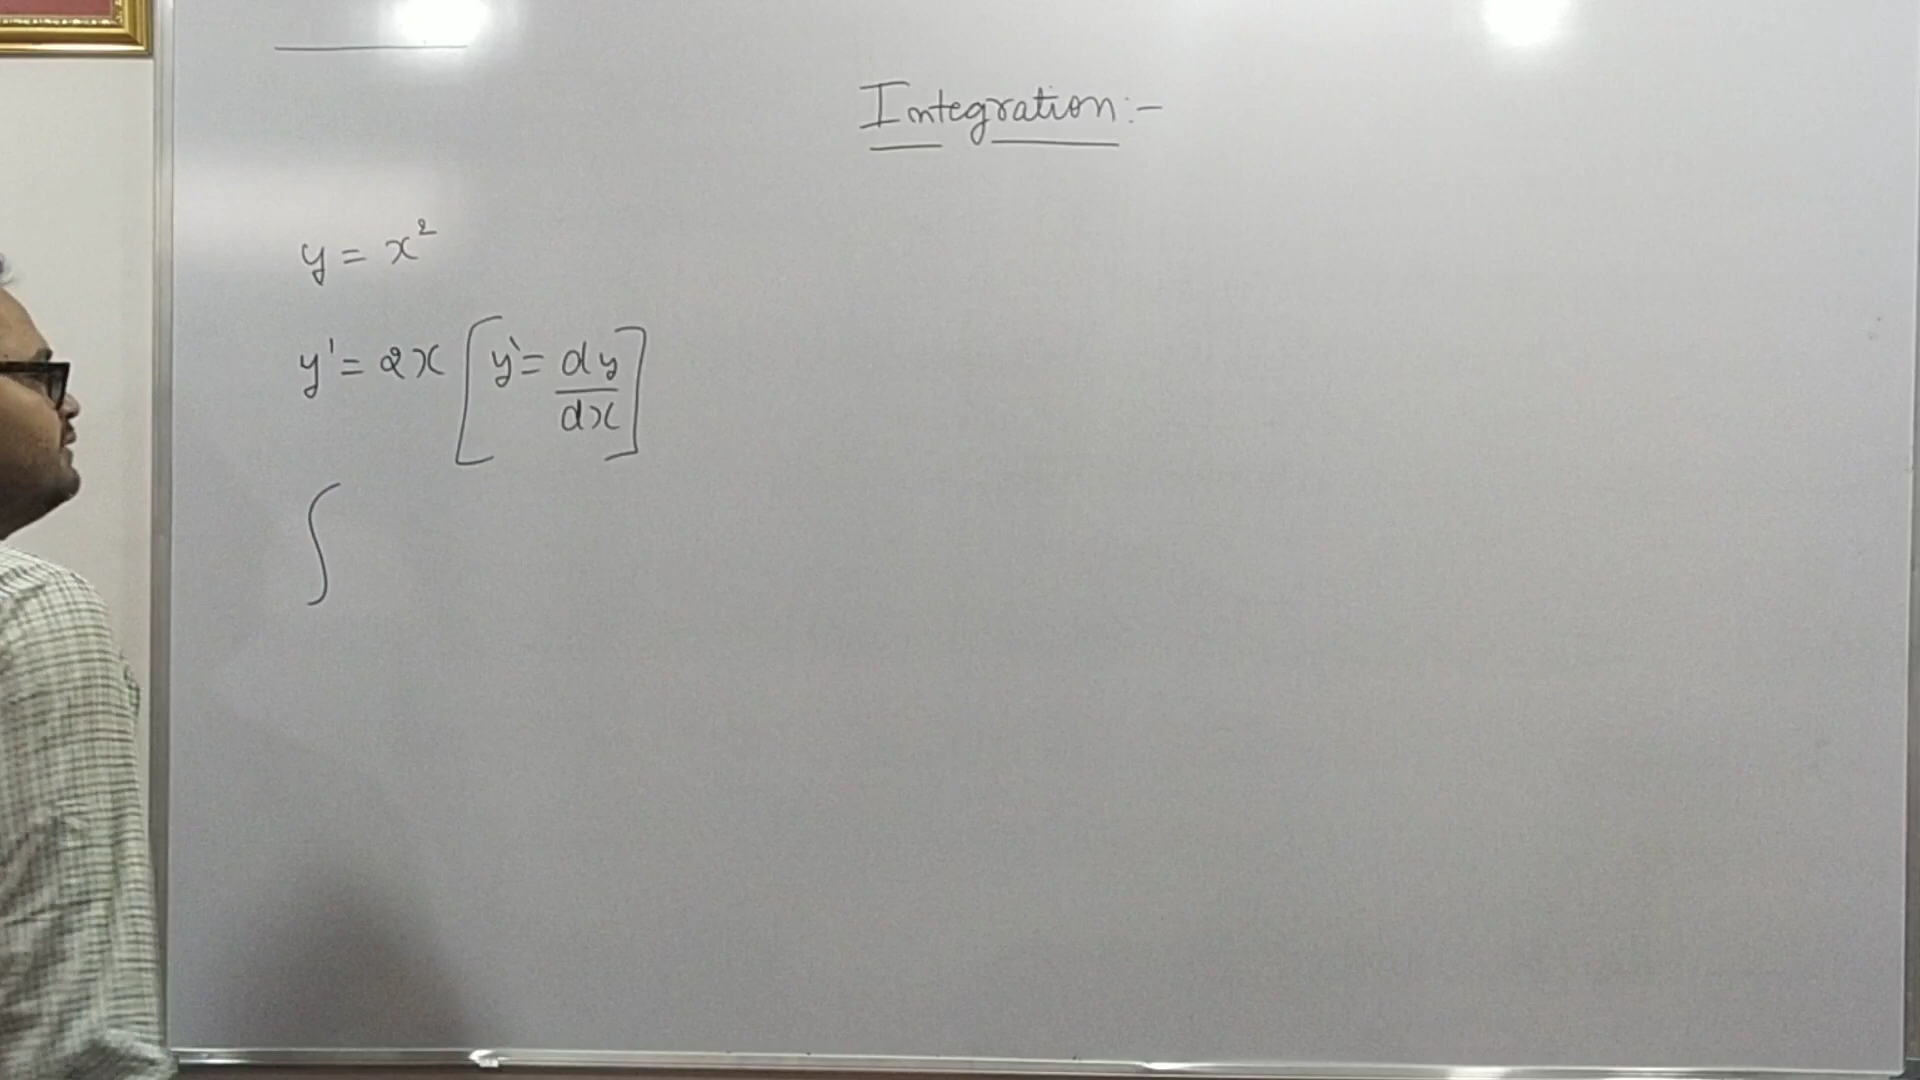 Integration:-
y = x²
y' = 2x [y' = dy/dx]
∫